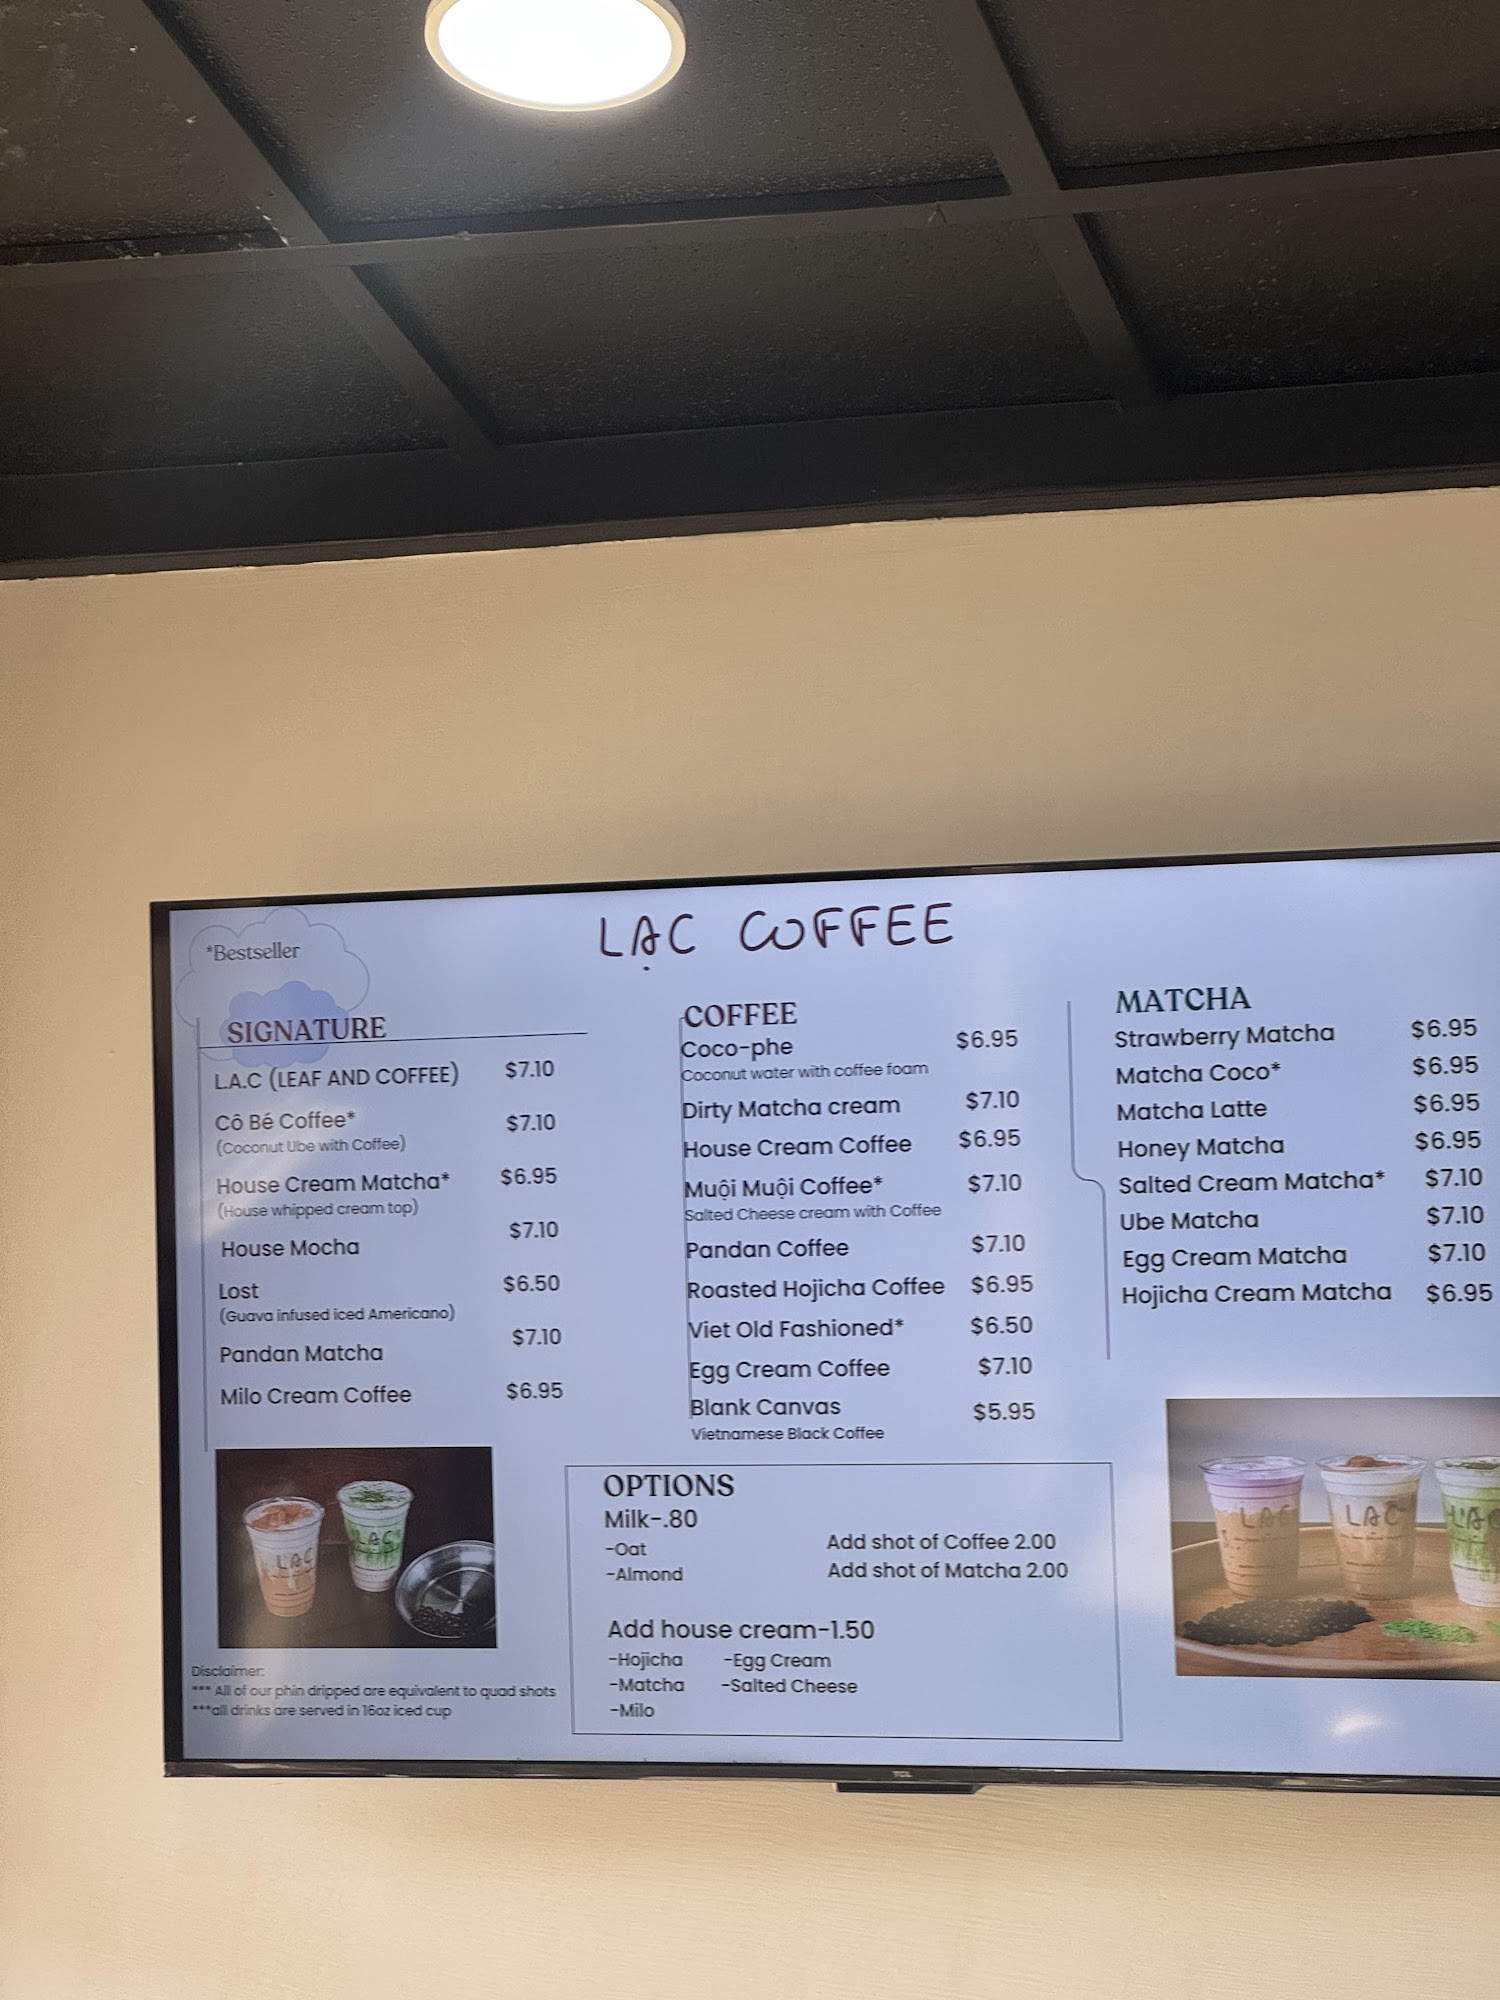 LẠC COFFEE
*Bestseller
SIGNATURE
L.A.C (LEAF AND COFFEE) $7.10
Cô Bé Coffee* $7.10
(Coconut Ube with Coffee)
House Cream Matcha* $6.95
(House whipped cream top)
House Mocha $7.10
Lost $6.50
(Guava infused iced Americano)
Pandan Matcha $7.10
Milo Cream Coffee $6.95
LAC
LAC
Disclaimer:
*** All of our phin dripped are equivalent to quad shots
***all drinks are served in 16oz iced cup
COFFEE
Coco-phe $6.95
Coconut water with coffee foam
Dirty Matcha cream $7.10
House Cream Coffee $6.95
Muội Muội Coffee* $7.10
Salted Cheese cream with Coffee
Pandan Coffee $7.10
Roasted Hojicha Coffee $6.95
Viet Old Fashioned* $6.50
Egg Cream Coffee $7.10
Blank Canvas $5.95
Vietnamese Black Coffee
OPTIONS
Milk-.80
-Oat
-Almond
Add shot of Coffee 2.00
Add shot of Matcha 2.00
Add house cream-1.50
-Hojicha -Egg Cream
-Matcha -Salted Cheese
-Milo
MATCHA
Strawberry Matcha $6.95
Matcha Coco* $6.95
Matcha Latte $6.95
Honey Matcha $6.95
Salted Cream Matcha* $7.10
Ube Matcha $7.10
Egg Cream Matcha $7.10
Hojicha Cream Matcha $6.95
LAC
LAC
LAC
TCL